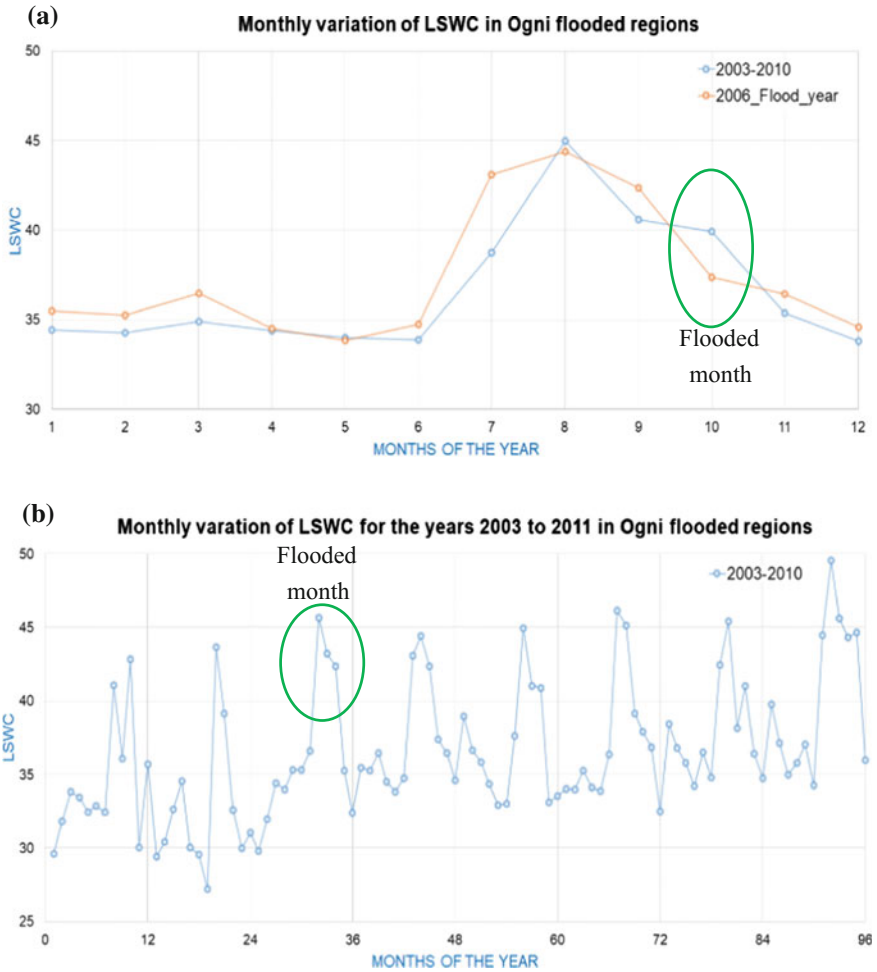 (a)
Monthly variation of LSWC in Ogni flooded regions
50
2003-2010
2006_Flood_year
45
40
LSWC
35
Flooded
month
30
1 2 3 4 5 6 7 8 9 10 11 12
MONTHS OF THE YEAR
(b)
Monthly varation of LSWC for the years 2003 to 2011 in Ogni flooded regions
50
Flooded
month
2003-2010
45
40
LSWC
35
30
25
0 12 24 36 48 60 72 84 96
MONTHS OF THE YEAR